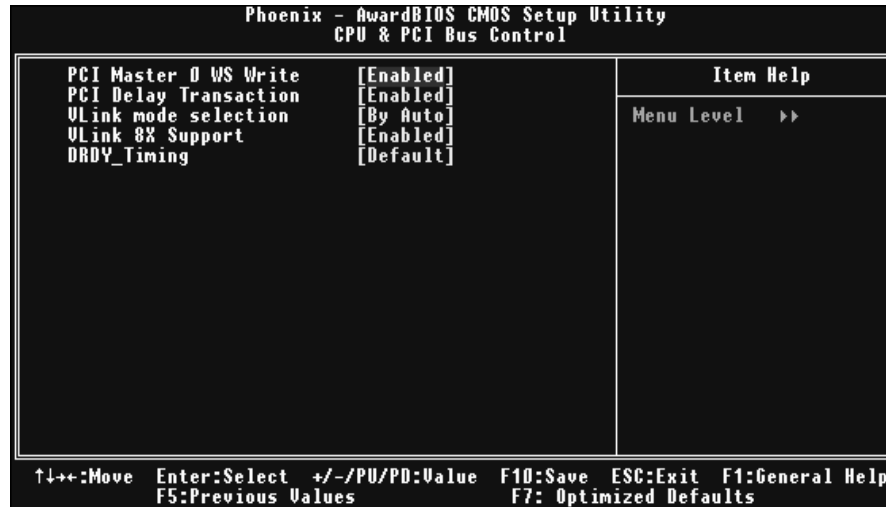 Phoenix - AwardBIOS CMOS Setup Utility
CPU & PCI Bus Control
PCI Master 0 WS Write [Enabled]
PCI Delay Transaction [Enabled]
VLink mode selection [By Auto]
VLink 8X Support [Enabled]
DRDY_Timing [Default]
Item Help
Menu Level ▸▸
↑↓→←:Move Enter:Select +/-/PU/PD:Value F10:Save ESC:Exit F1:General Help
F5:Previous Values F7: Optimized Defaults